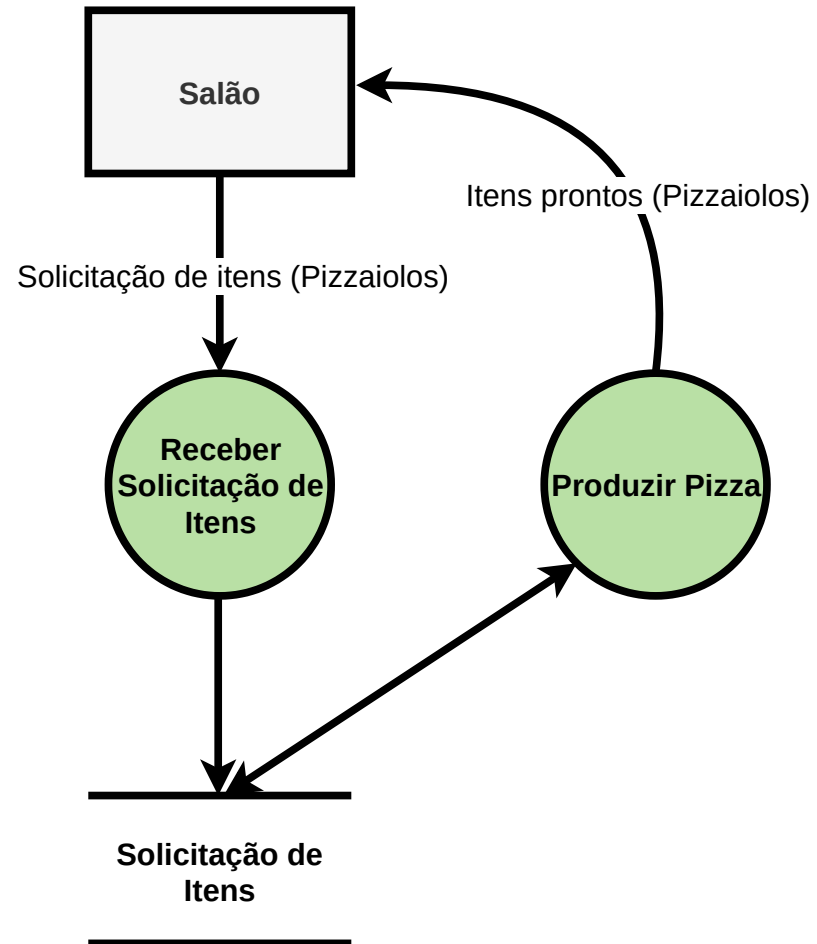 Salão
Itens prontos (Pizzaiolos)
Solicitação de itens (Pizzaiolos)
Receber
Solicitação de
Itens
Produzir Pizza
Solicitação de
Itens